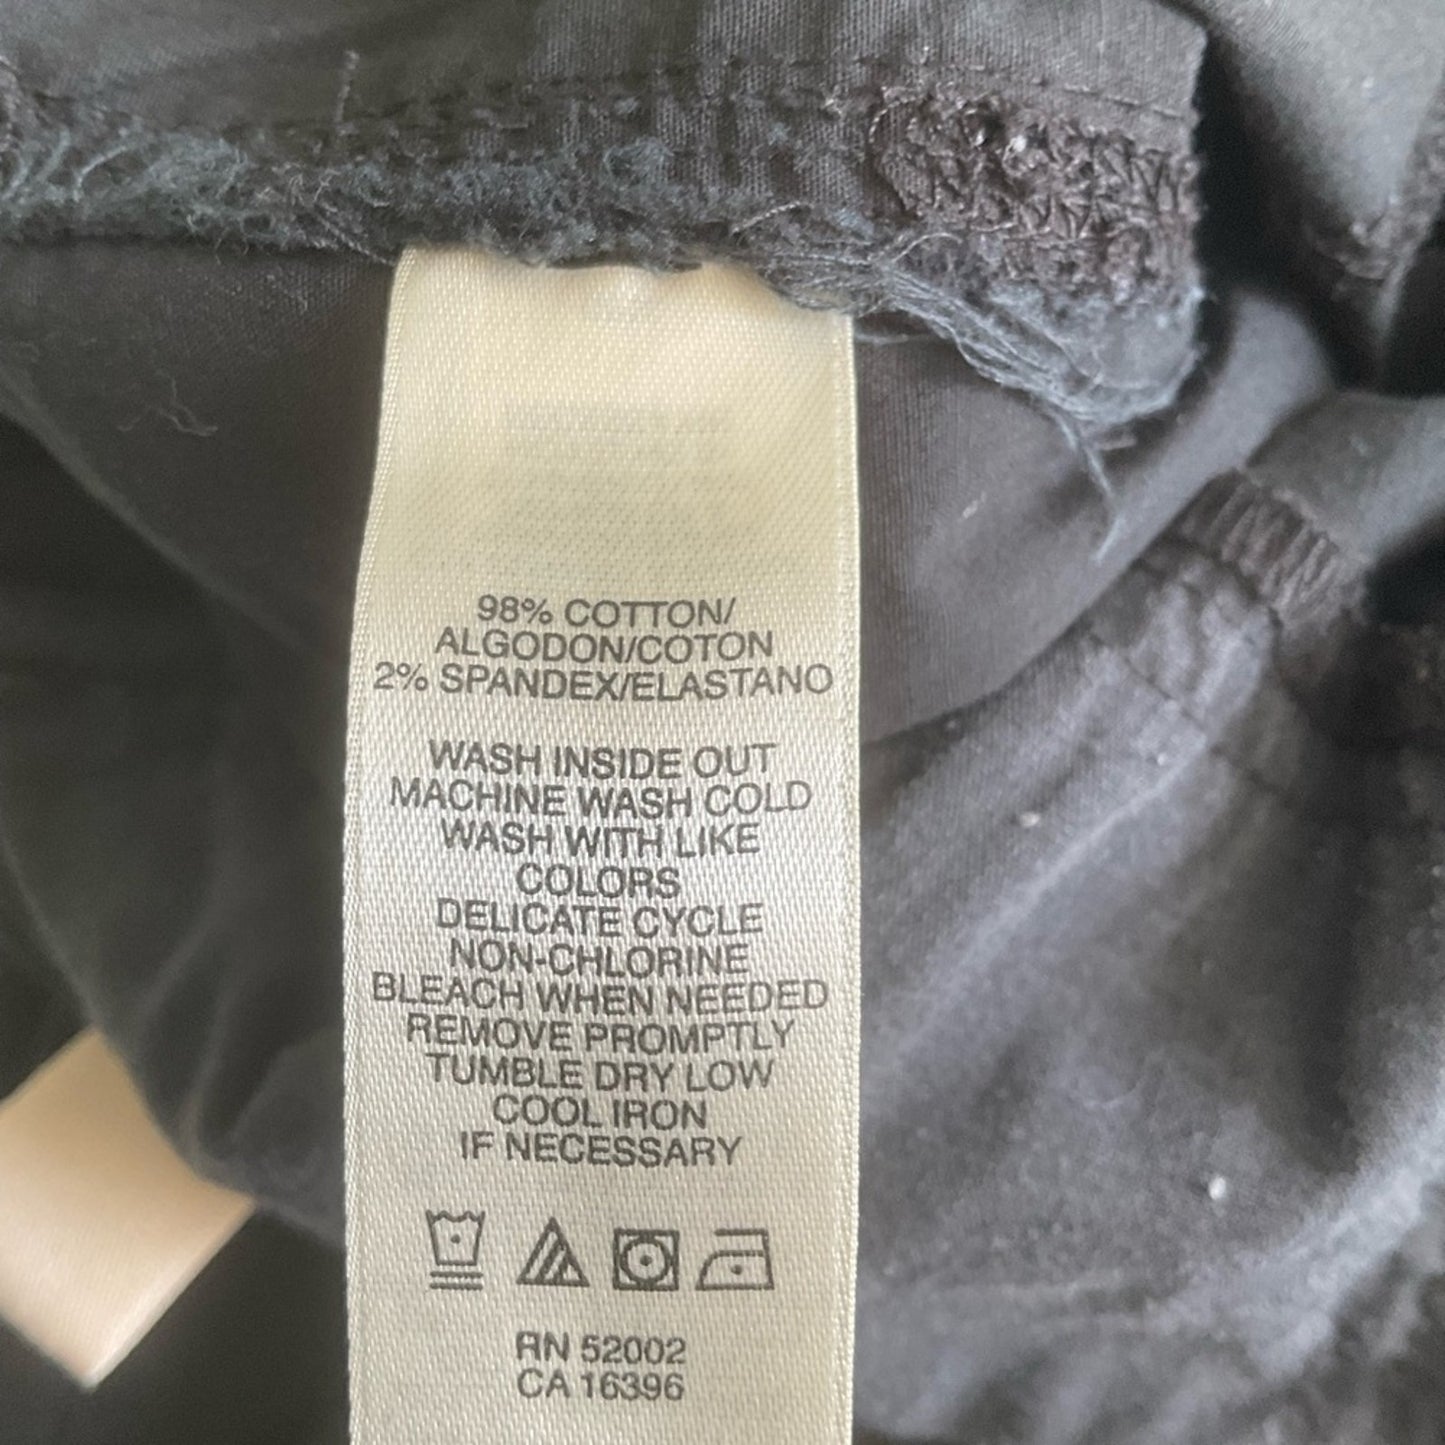 98% COTTON/
ALGODON/COTON
2% SPANDEX/ELASTANO
WASH INSIDE OUT
MACHINE WASH COLD
WASH WITH LIKE
COLORS
DELICATE CYCLE
NON-CHLORINE
BLEACH WHEN NEEDED
REMOVE PROMPTLY
TUMBLE DRY LOW
COOL IRON
IF NECESSARY
RN 52002
CA 16396